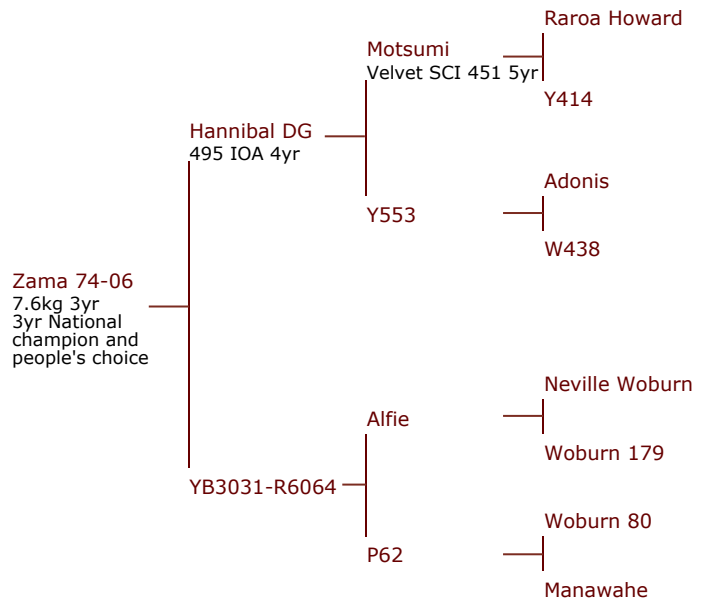 Raroa Howard
Motsumi
Velvet SCI 451 5yr
Y414
Hannibal DG
495 IOA 4yr
Adonis
Y553
W438
Zama 74-06
7.6kg 3yr
3yr National
champion and
people's choice
Neville Woburn
Alfie
Woburn 179
YB3031-R6064
Woburn 80
P62
Manawahe